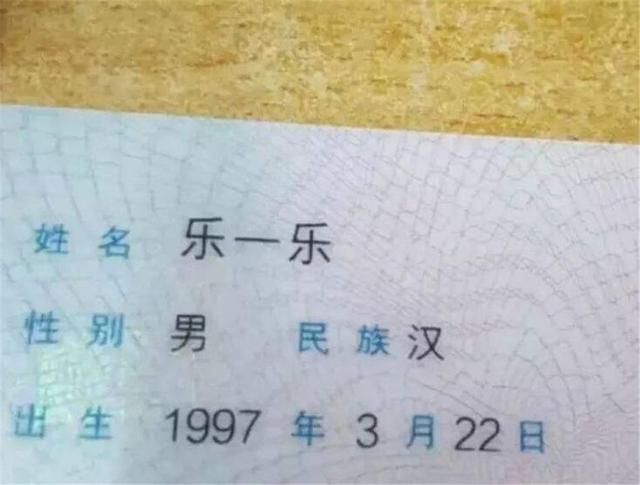 姓名 乐一乐
性别 男 民族 汉
出生 1997 年 3 月 22 日